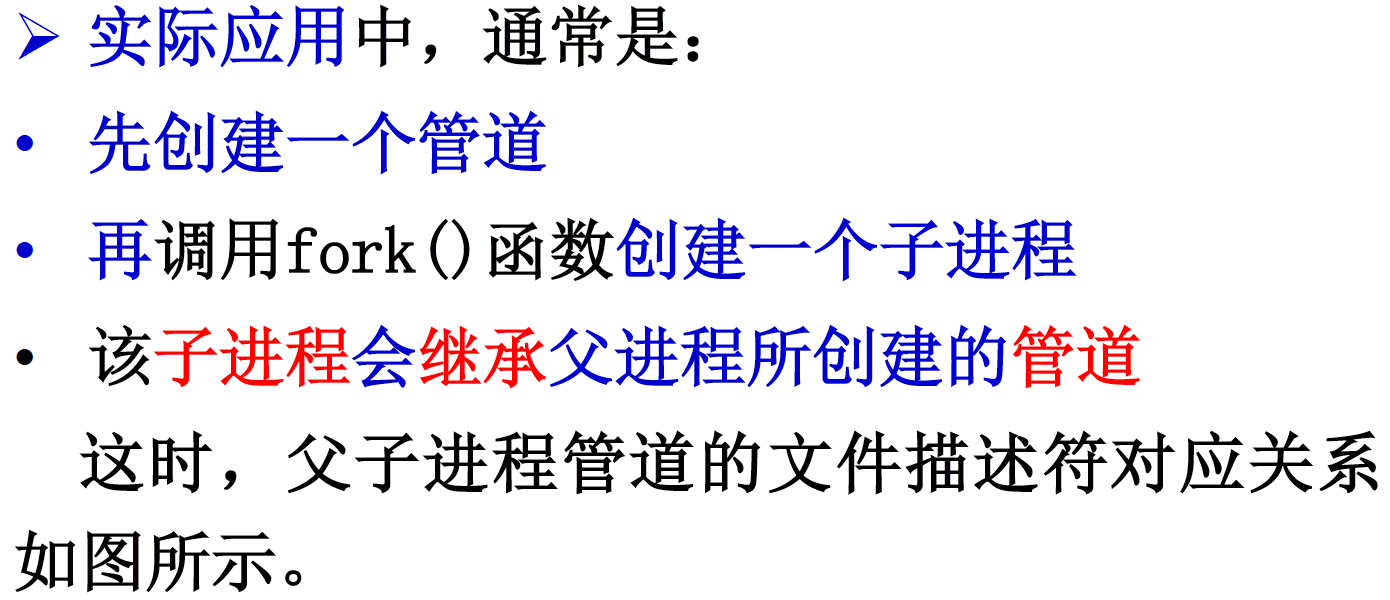 ➢ 实际应用中，通常是：
• 先创建一个管道
• 再调用fork()函数创建一个子进程
• 该子进程会继承父进程所创建的管道
这时，父子进程管道的文件描述符对应关系
如图所示。